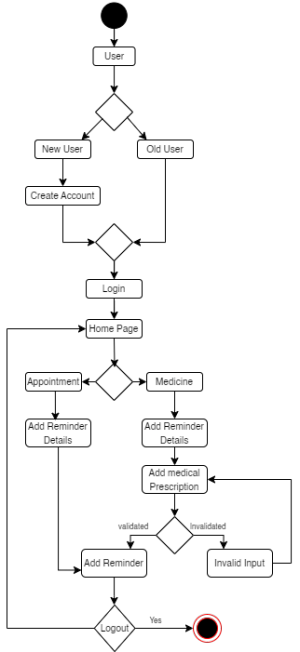 User
New User
Old User
Create Account
Login
Home Page
Appointment
Medicine
Add Reminder
Details
Add Reminder
Details
Add medical
Prescription
validated
Invalidated
Add Reminder
Invalid Input
Logout
Yes